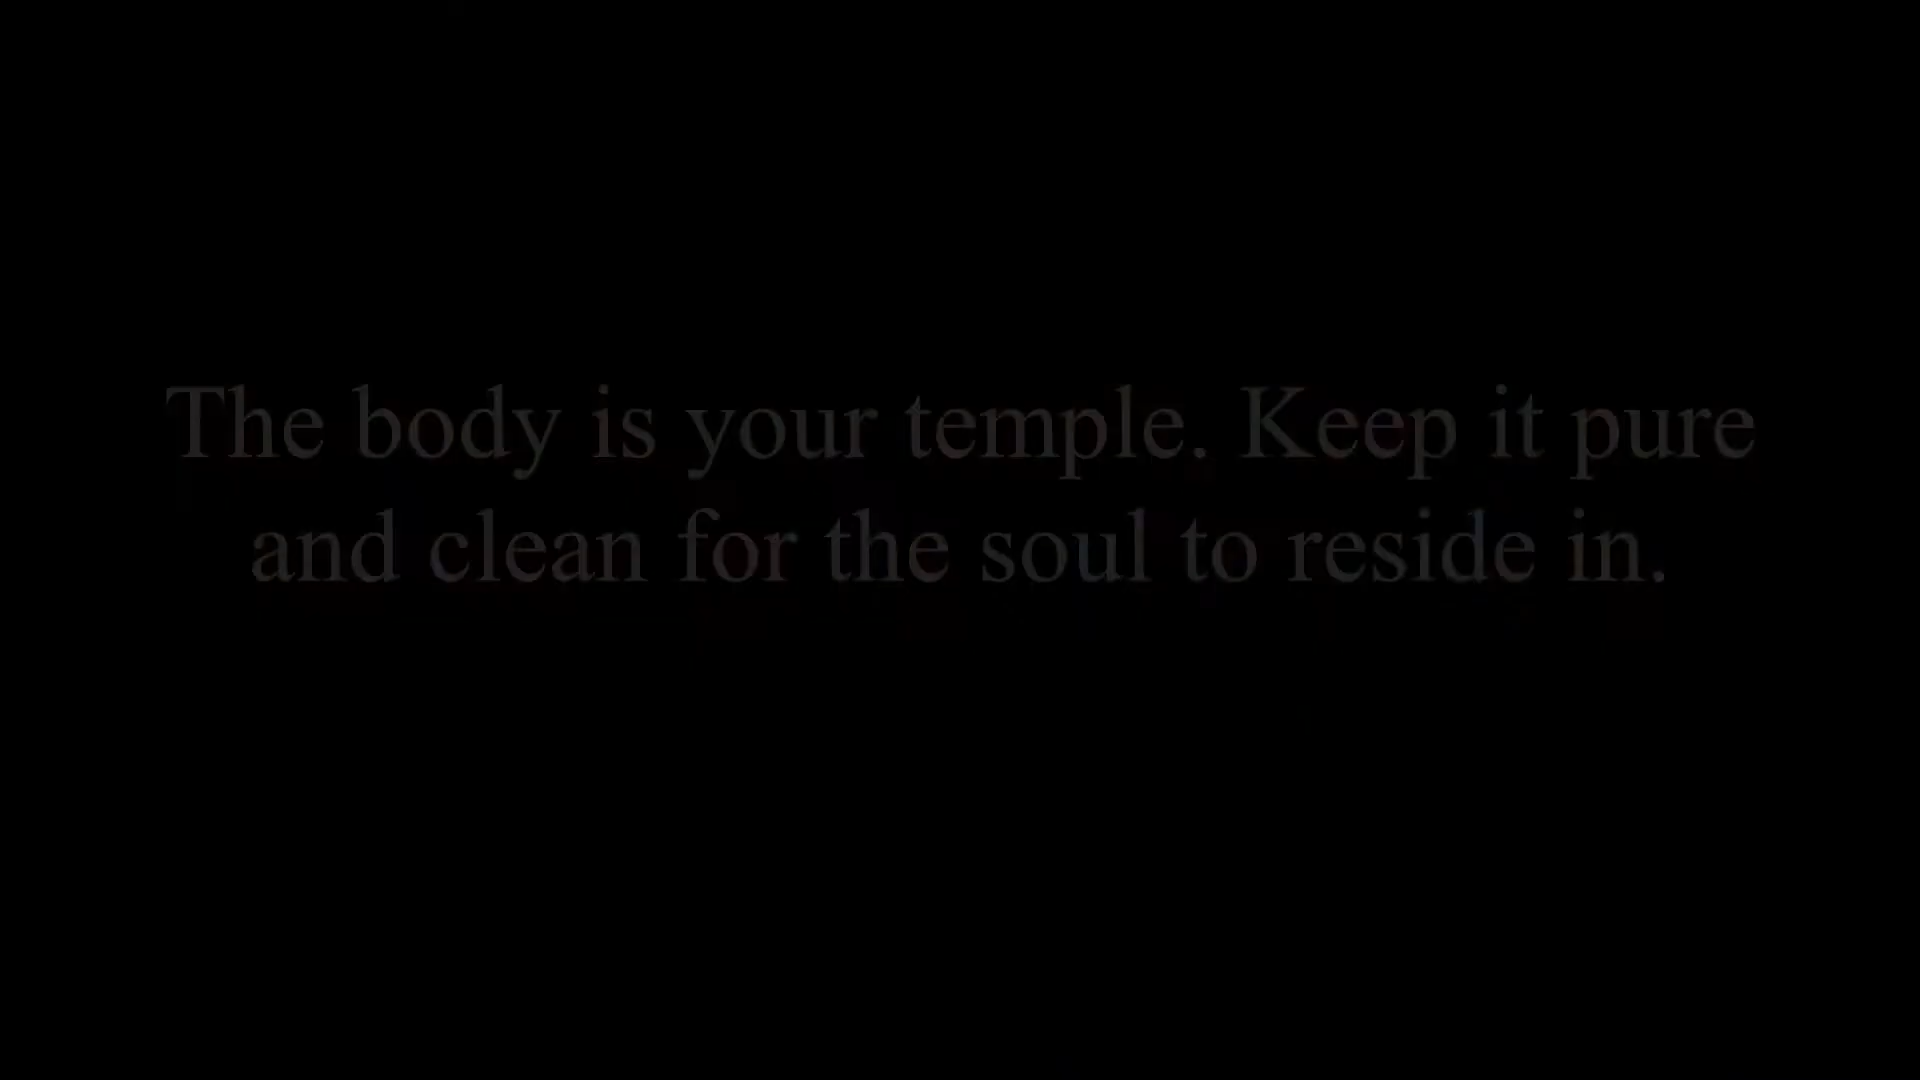 The body is your temple. Keep it pure
and clean for the soul to reside in.